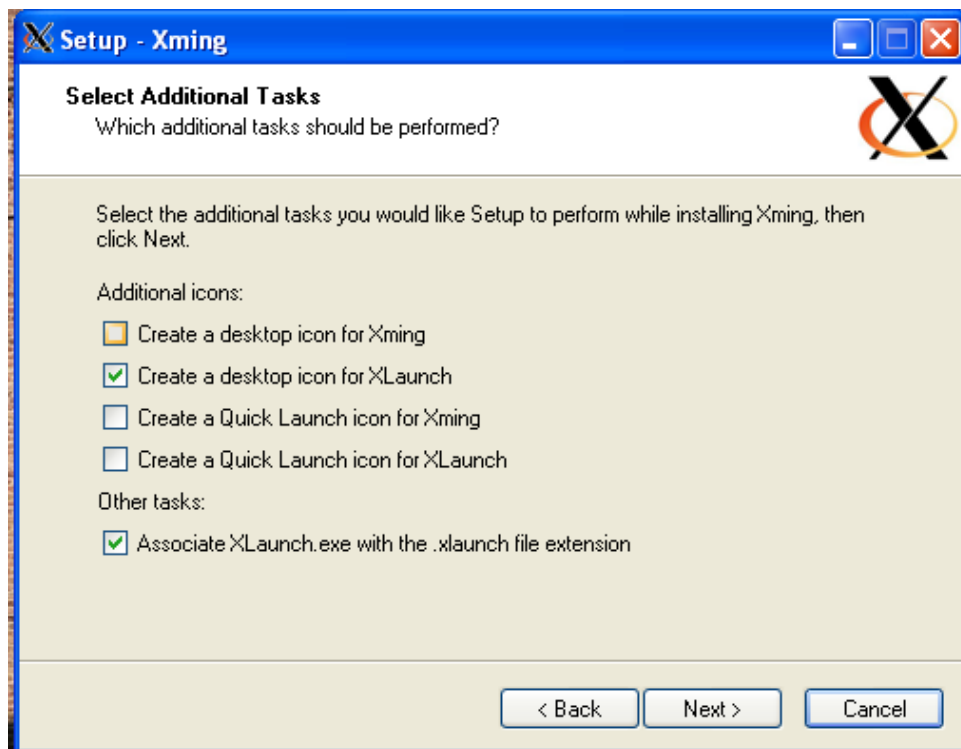 Setup - Xming
Select Additional Tasks
Which additional tasks should be performed?
Select the additional tasks you would like Setup to perform while installing Xming, then
click Next.
Additional icons:
Create a desktop icon for Xming
Create a desktop icon for XLaunch
Create a Quick Launch icon for Xming
Create a Quick Launch icon for XLaunch
Other tasks:
Associate XLaunch.exe with the .xlaunch file extension
< Back Next > Cancel